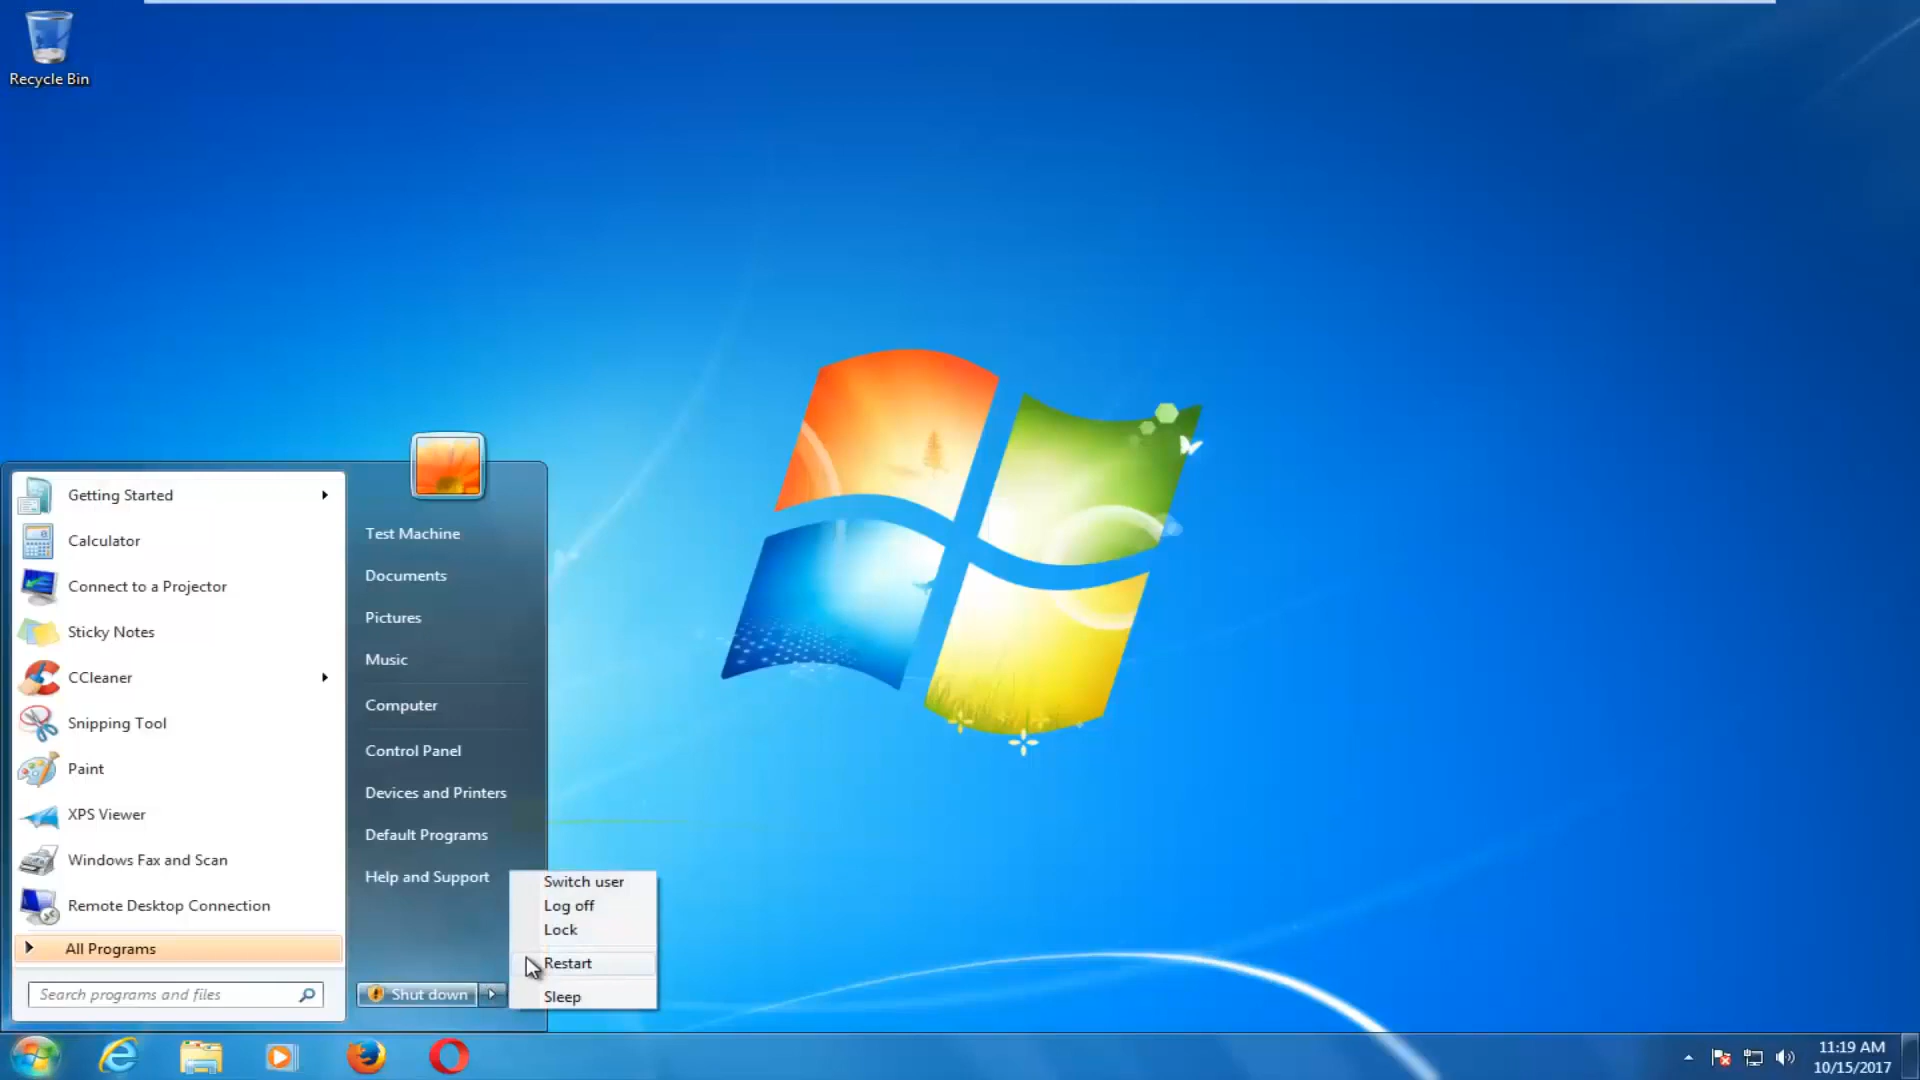 Recycle Bin
Getting Started
Calculator
Connect to a Projector
Sticky Notes
CCleaner
Snipping Tool
Paint
XPS Viewer
Windows Fax and Scan
Remote Desktop Connection
All Programs
Search programs and files
Test Machine
Documents
Pictures
Music
Computer
Control Panel
Devices and Printers
Default Programs
Help and Support
Shut down
Switch user
Log off
Lock
Restart
Sleep
11:19 AM
10/15/2017